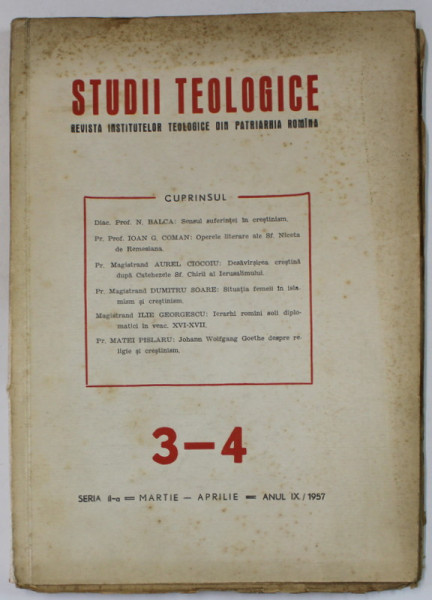 STUDII TEOLOGICE
REVISTA INSTITUTELOR TEOLOGICE DIN PATRIARHIA ROMÎNA
CUPRINSUL
Diac. Prof. N. BALCA: Sensul suferinței în creștinism.
Pr. Prof. IOAN G. COMAN: Operele literare ale Sf. Niceta
de Remesiana.
Pr. Magistrand AUREL CIOCOIU: Desăvîrșirea creștină
după Catehezele Sf. Chiril al Ierusalimului.
Pr. Magistrand DUMITRU SOARE: Situația femeii în isla-
mism și creștinism.
Magistrand ILIE GEORGESCU: Ierarhi romîni soli diplo-
matici în veac. XVI-XVII.
Pr. MATEI PISLARU: Johann Wolfgang Goethe despre re-
ligie și creștinism.
3—4
SERIA II-a — MARTIE — APRILIE — ANUL IX / 1957